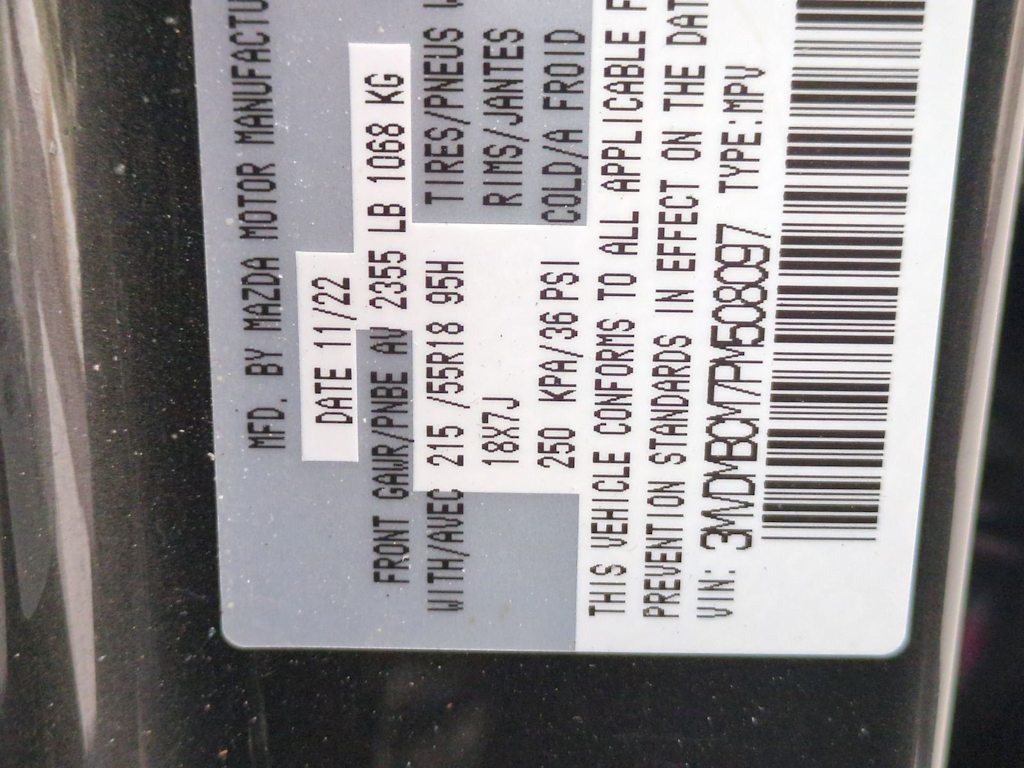 MFD. BY MAZDA MOTOR MANUFACTU
DATE 11/22
FRONT GAWR/PNBE AV 2355 LB 1068 KG
WITH/AVEC 215 /55R18 95H TIRES/PNEUS
18X7J RIMS/JANTES
250 KPA/36 PSI COLD/A FROID
THIS VEHICLE CONFORMS TO ALL APPLICABLE F
PREVENTION STANDARDS IN EFFECT ON THE DAT
VIN: 3MVDMBCM7PM508097 TYPE:MPV